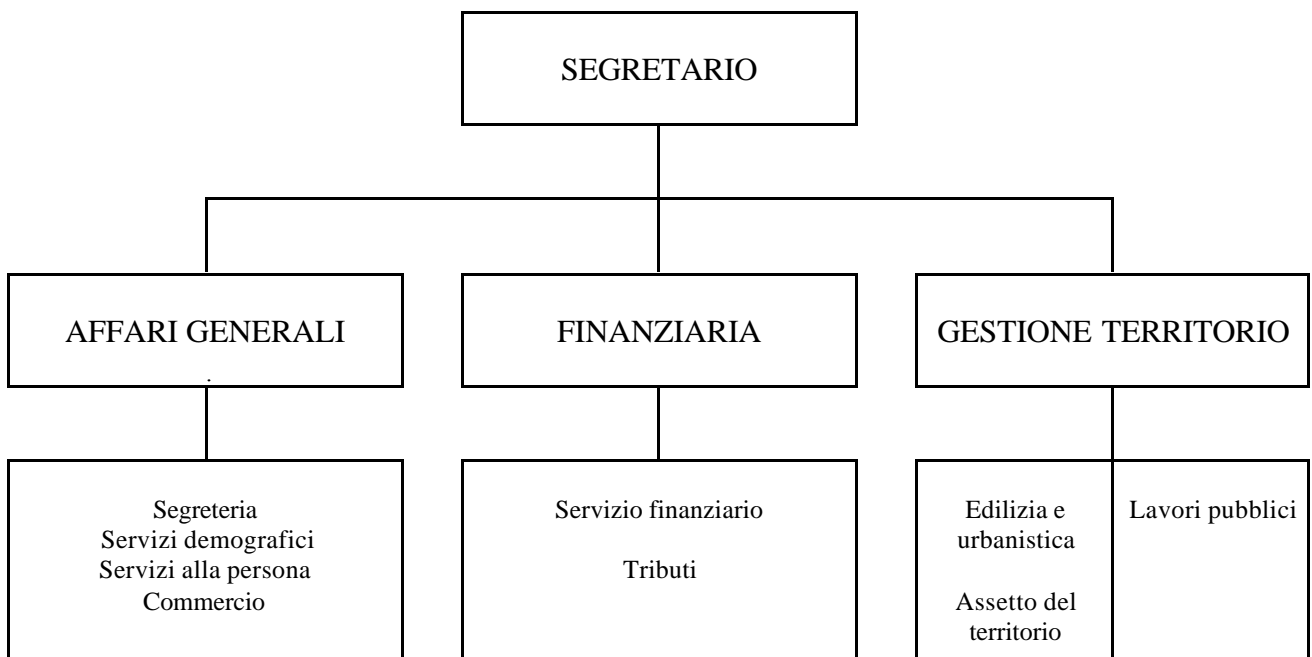 SEGRETARIO
AFFARI GENERALI
.
FINANZIARIA
GESTIONE TERRITORIO
Segreteria
Servizi demografici
Servizi alla persona
Commercio
Servizio finanziario
Tributi
Edilizia e
urbanistica
Assetto del
territorio
Lavori pubblici